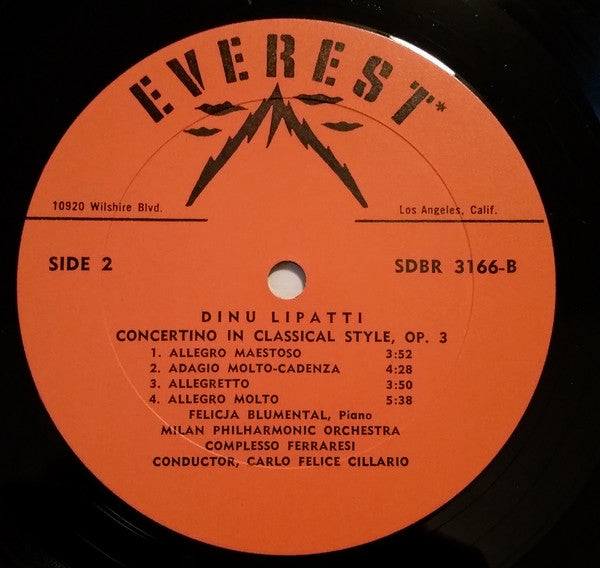 EVEREST*
10920 Wilshire Blvd.
Los Angeles, Calif.
SIDE 2
SDBR 3166-B
DINU LIPATTI
CONCERTINO IN CLASSICAL STYLE, OP. 3
1. ALLEGRO MAESTOSO 3:52
2. ADAGIO MOLTO-CADENZA 4:28
3. ALLEGRETTO 3:50
4. ALLEGRO MOLTO 5:38
FELICJA BLUMENTAL, Piano
MILAN PHILHARMONIC ORCHESTRA
COMPLESSO FERRARESI
CONDUCTOR, CARLO FELICE CILLARIO